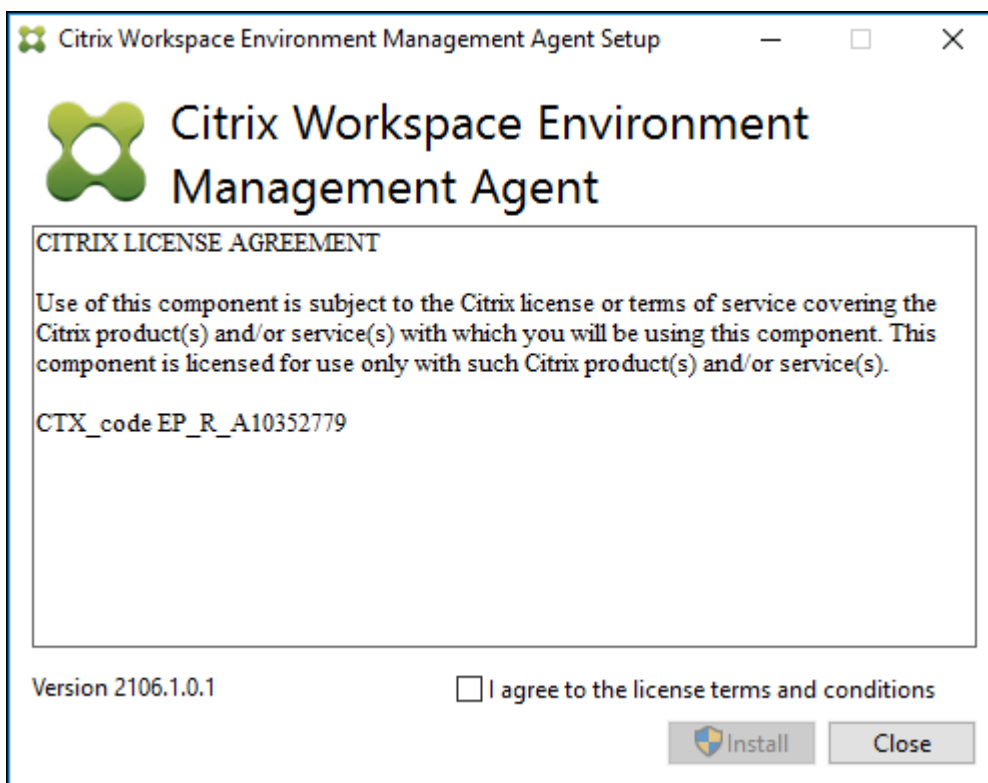 Citrix Workspace Environment Management Agent Setup
Citrix Workspace Environment
Management Agent
CITRIX LICENSE AGREEMENT
Use of this component is subject to the Citrix license or terms of service covering the
Citrix product(s) and/or service(s) with which you will be using this component. This
component is licensed for use only with such Citrix product(s) and/or service(s).
CTX_code EP_R_A10352779
Version 2106.1.0.1
I agree to the license terms and conditions
Install
Close